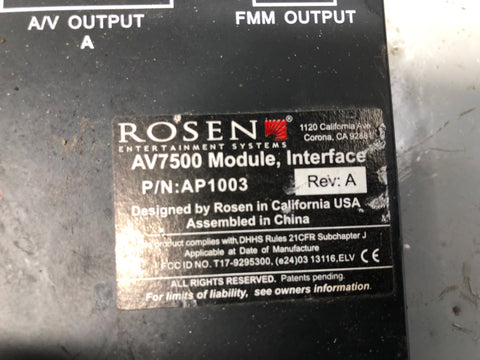 A/V OUTPUT
A
FMM OUTPUT
ROSEN
ENTERTAINMENT SYSTEMS
1120 California Ave
Corona, CA 92881
AV7500 Module, Interface
P/N:AP1003
Rev: A
Designed by Rosen in California USA
Assembled in China
product complies with DHHS Rules 21CFR Subchapter J
Applicable at Date of Manufacture
FCC ID NO. T17-9295300, (e24)03 13116,ELV CE
ALL RIGHTS RESERVED. Patents pending.
For limits of liability, see owners information.